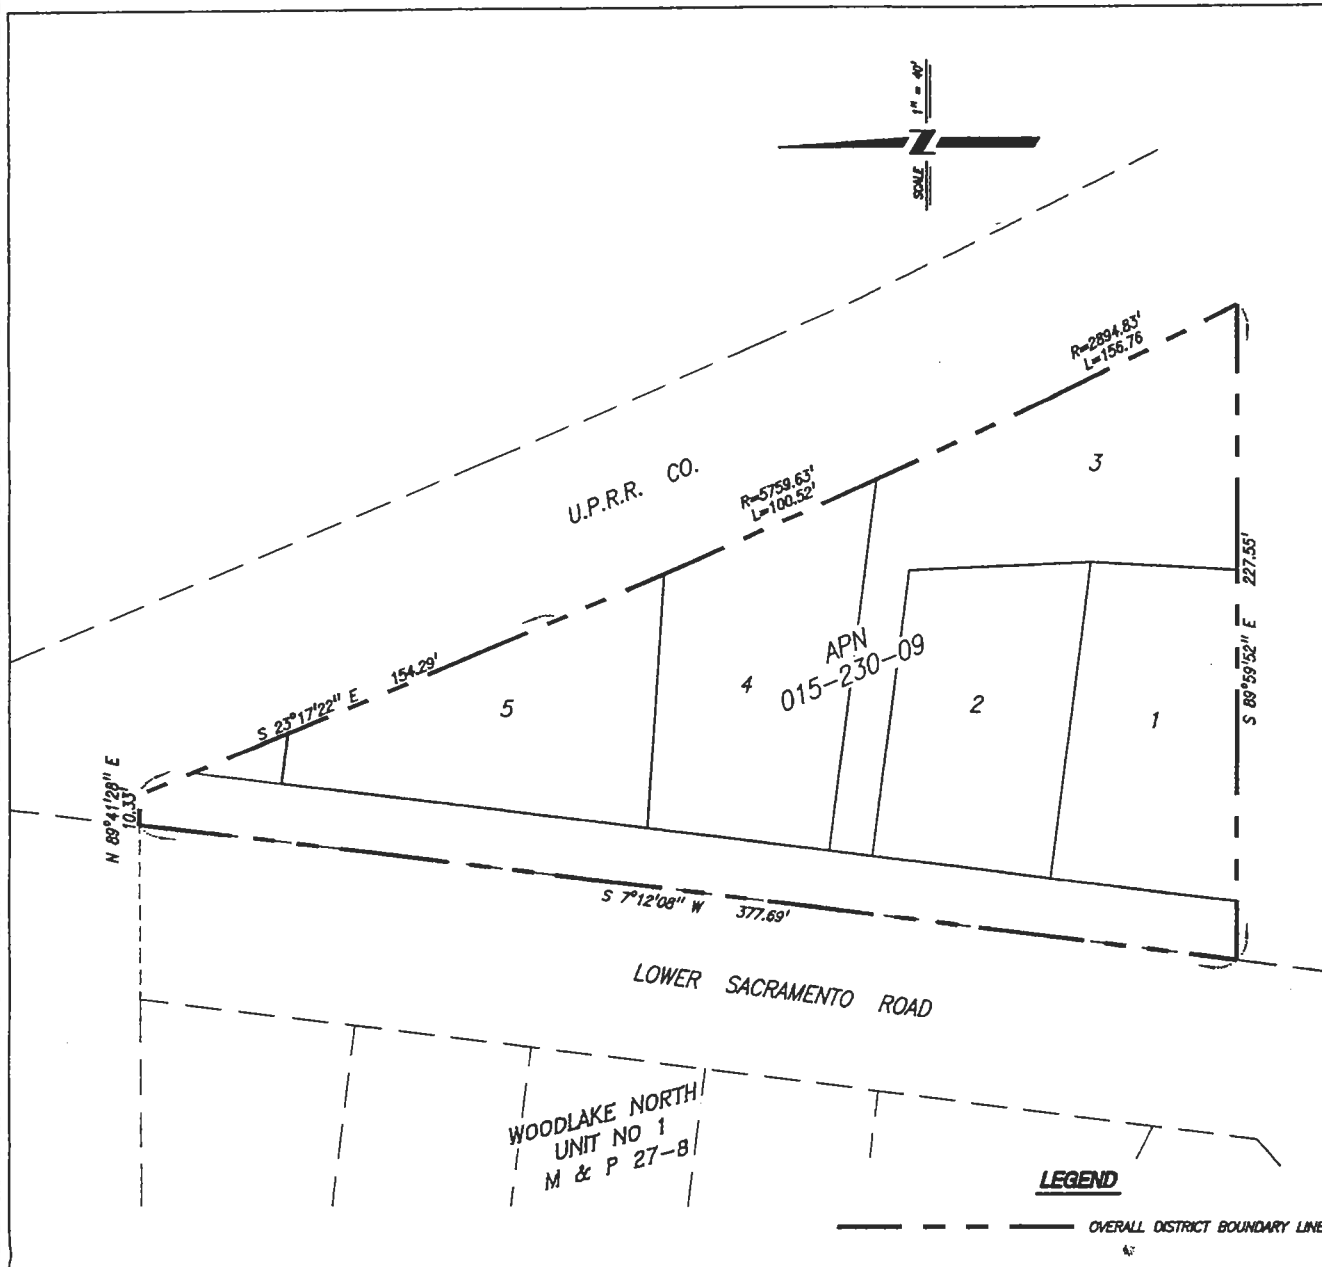 SCALE 1" = 40'
R=2894.83'
L=156.76
3
U.P.R.R. CO.
R=5759.63'
L=100.52'
227.55'
S 89°59'52" E
APN
015-230-09
4
2
1
5
S 23°17'22" E 154.29'
N 89°41'28" E
10.33'
S 7°12'08" W 377.69'
LOWER SACRAMENTO ROAD
WOODLAKE NORTH
UNIT NO 1
M & P 27-8
LEGEND
OVERALL DISTRICT BOUNDARY LINE